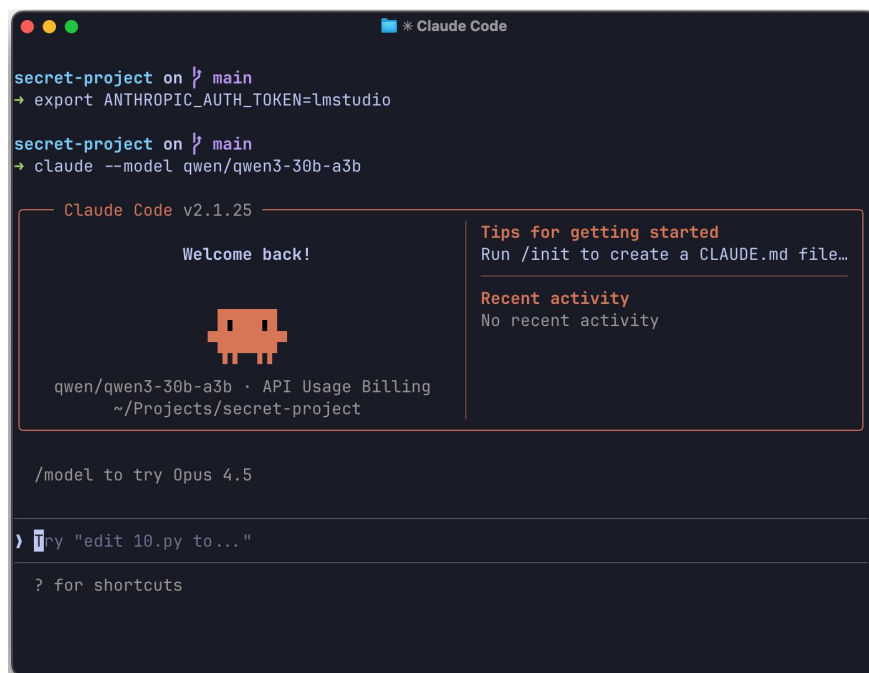 ✳ Claude Code
secret-project on main
→ export ANTHROPIC_AUTH_TOKEN=lmstudio
secret-project on main
→ claude --model qwen/qwen3-30b-a3b
Claude Code v2.1.25
Welcome back!
qwen/qwen3-30b-a3b · API Usage Billing
~/Projects/secret-project
Tips for getting started
Run /init to create a CLAUDE.md file…
Recent activity
No recent activity
/model to try Opus 4.5
❯ Try "edit 10.py to..."
? for shortcuts